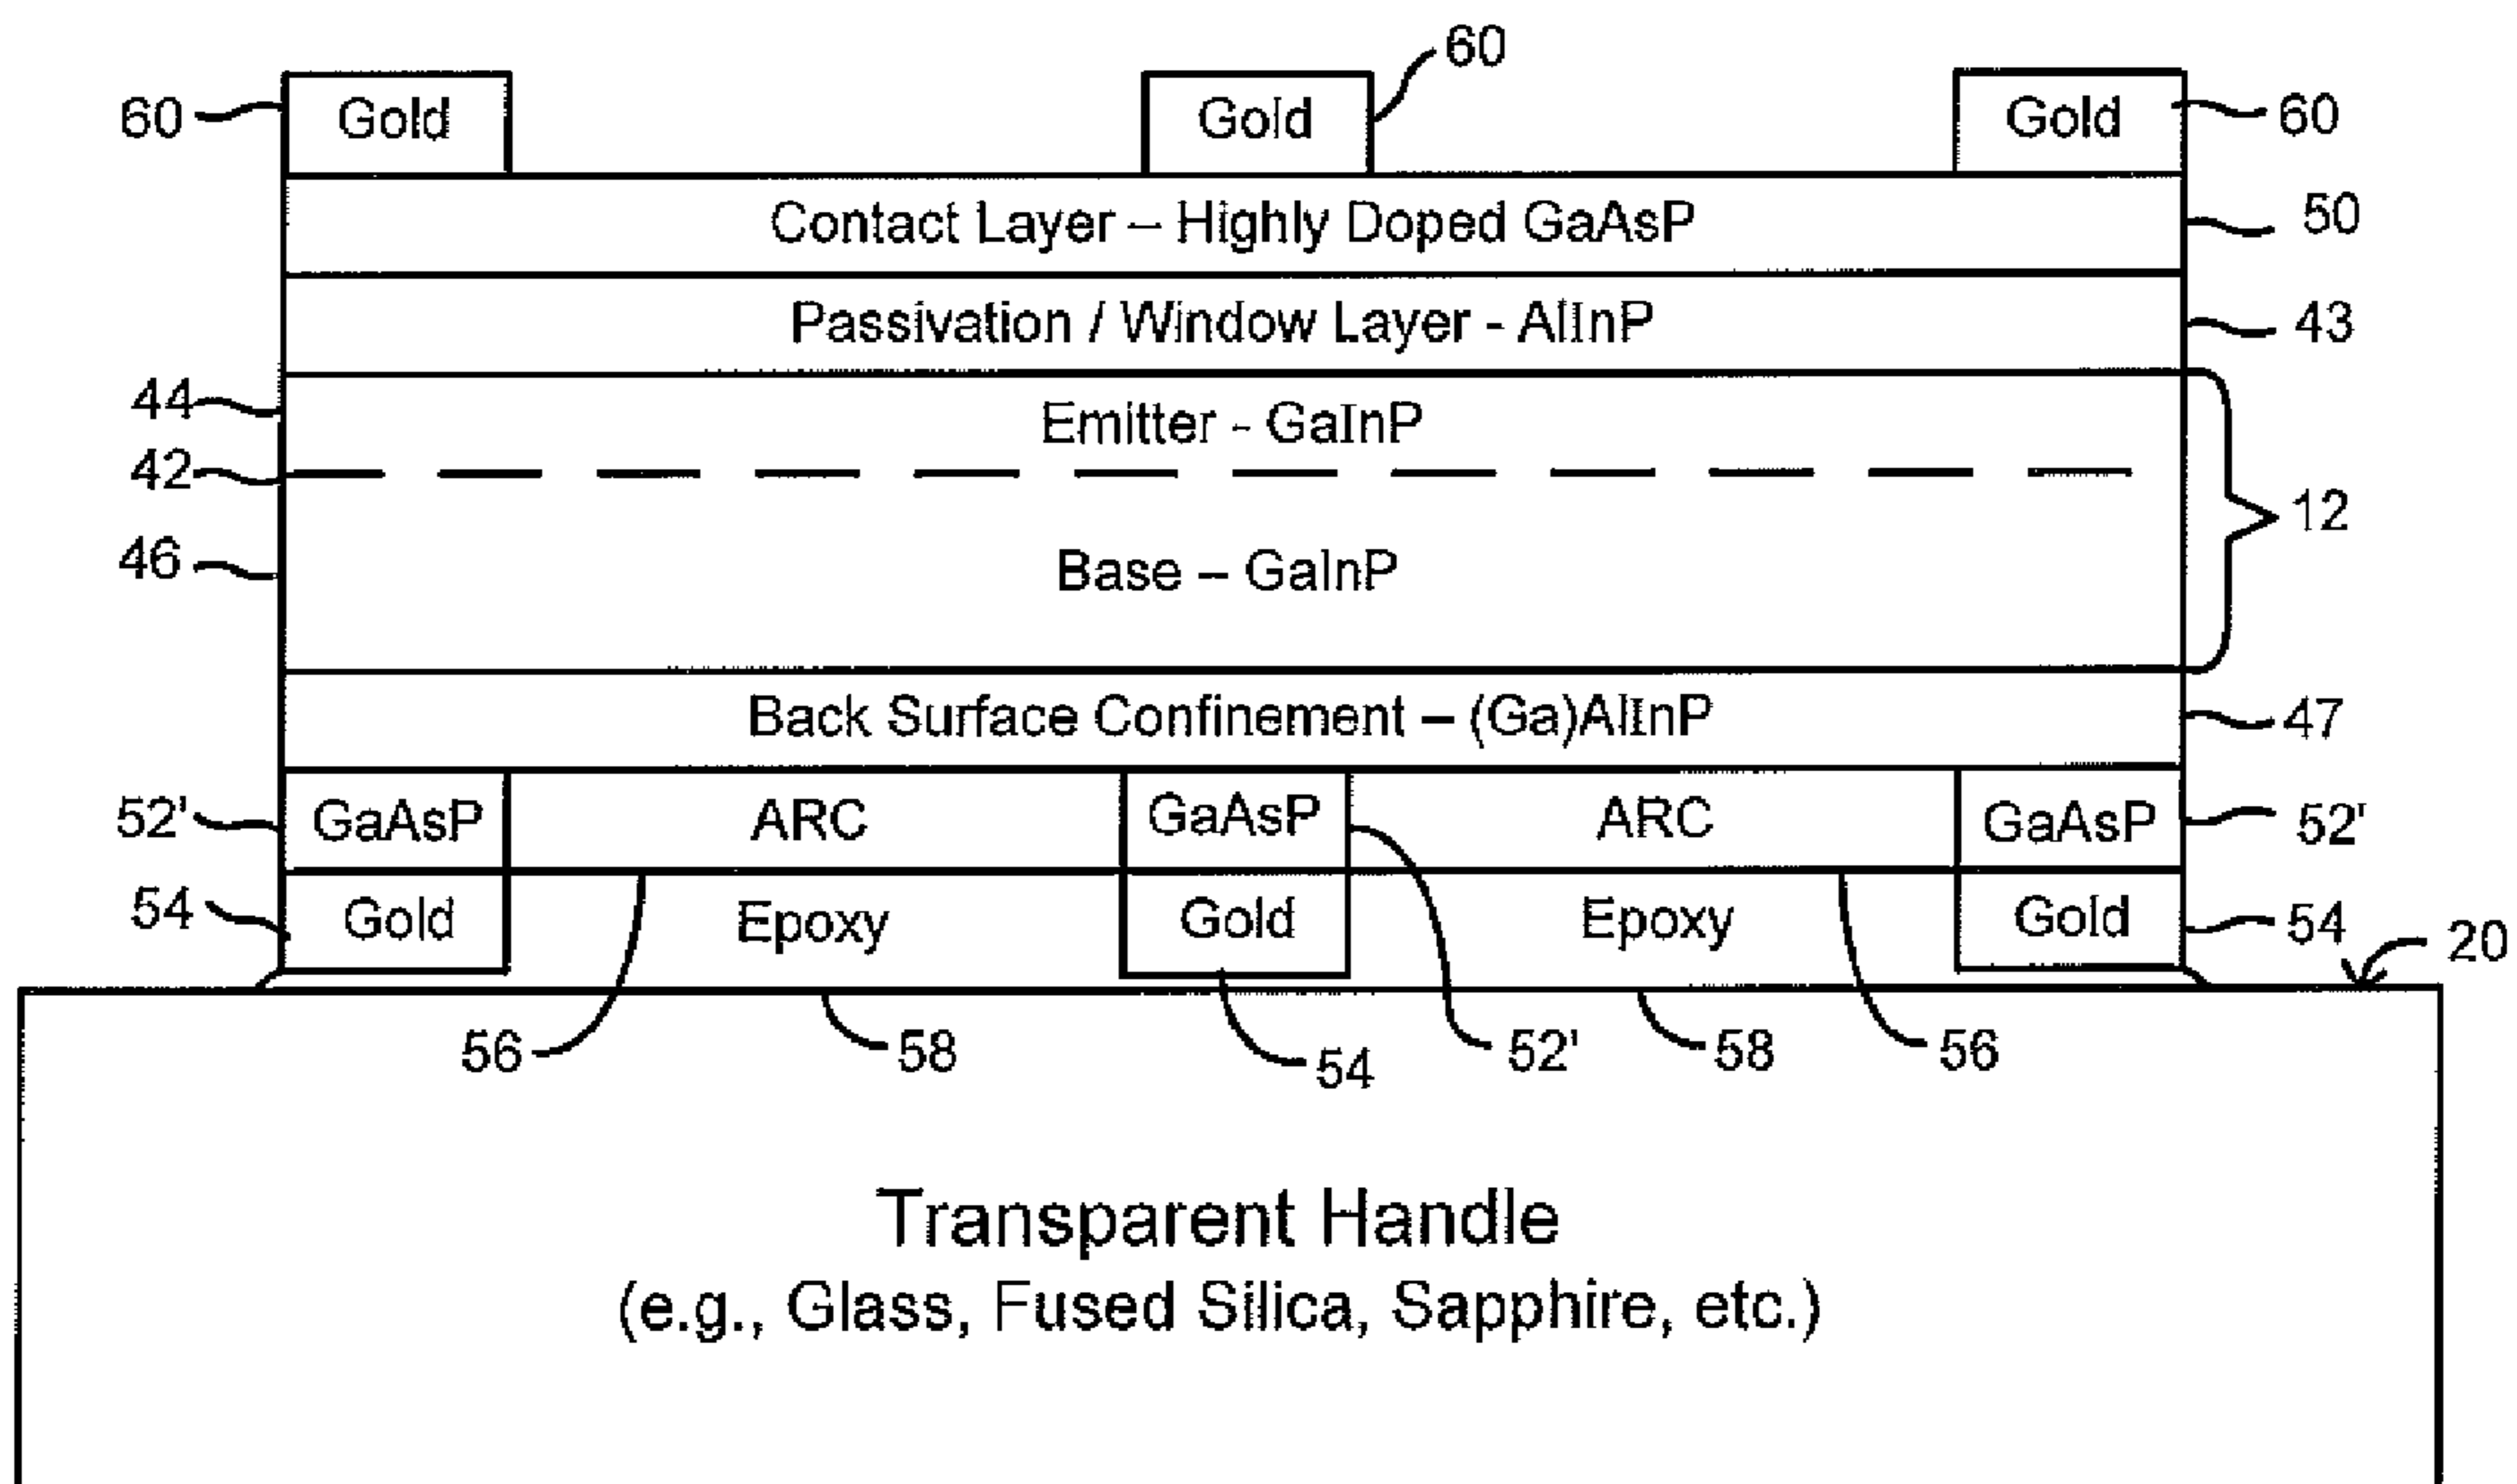 60
60 Gold Gold Gold 60
Contact Layer – Highly Doped GaAsP 50
Passivation / Window Layer - AlInP 43
44 Emitter - GaInP
42
12
46 Base – GaInP
Back Surface Confinement – (Ga)AlInP 47
52' GaAsP ARC GaAsP ARC GaAsP 52'
54 Gold Epoxy Gold Epoxy Gold 54
20
56 58 54 52' 58 56
Transparent Handle
(e.g., Glass, Fused Silica, Sapphire, etc.)